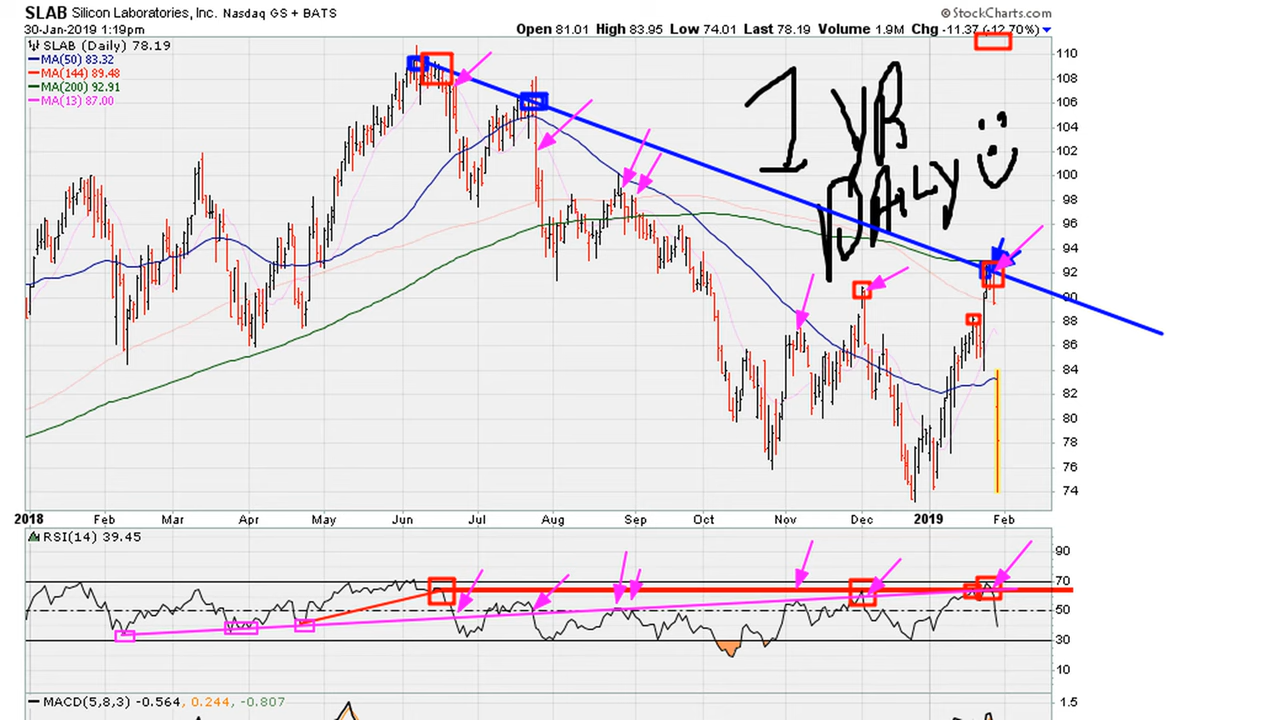 SLAB Silicon Laboratories, Inc. Nasdaq GS + BATS
© StockCharts.com
30-Jan-2019 1:19pm
Open 81.01 High 83.95 Low 74.01 Last 78.19 Volume 1.9M Chg -11.37 (-12.70%)
SLAB (Daily) 78.19
MA(50) 83.32
MA(144) 89.48
MA(200) 92.91
MA(13) 87.00
1 YR
DAILY
110
108
106
104
102
100
98
96
94
92
90
88
86
84
82
80
78
76
74
2018 Feb Mar Apr May Jun Jul Aug Sep Oct Nov Dec 2019 Feb
RSI(14) 39.45
90
70
50
30
10
MACD(5,8,3) -0.564, 0.244, -0.807
1.5